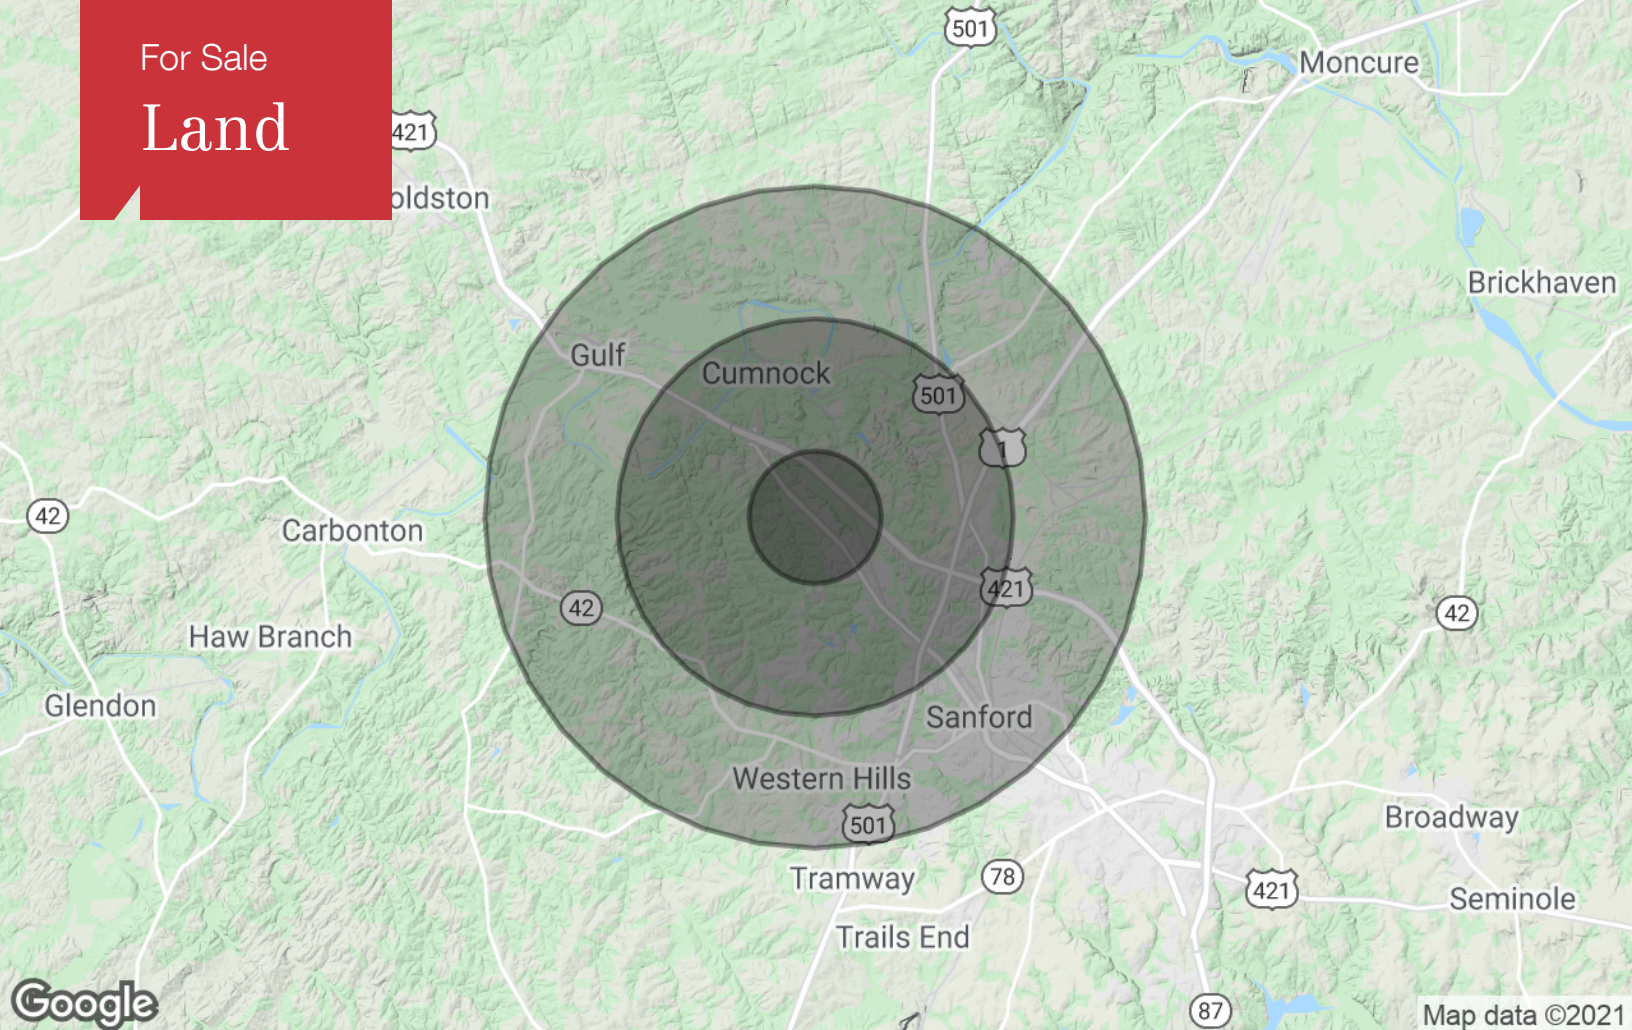 For Sale
Land
501
Moncure
421
oldston
Brickhaven
Gulf
Cumnock
501
1
42
Carbonton
421
42
42
Haw Branch
Glendon
Sanford
Western Hills
501
Broadway
Tramway
78
421
Seminole
Trails End
87
Google
Map data ©2021